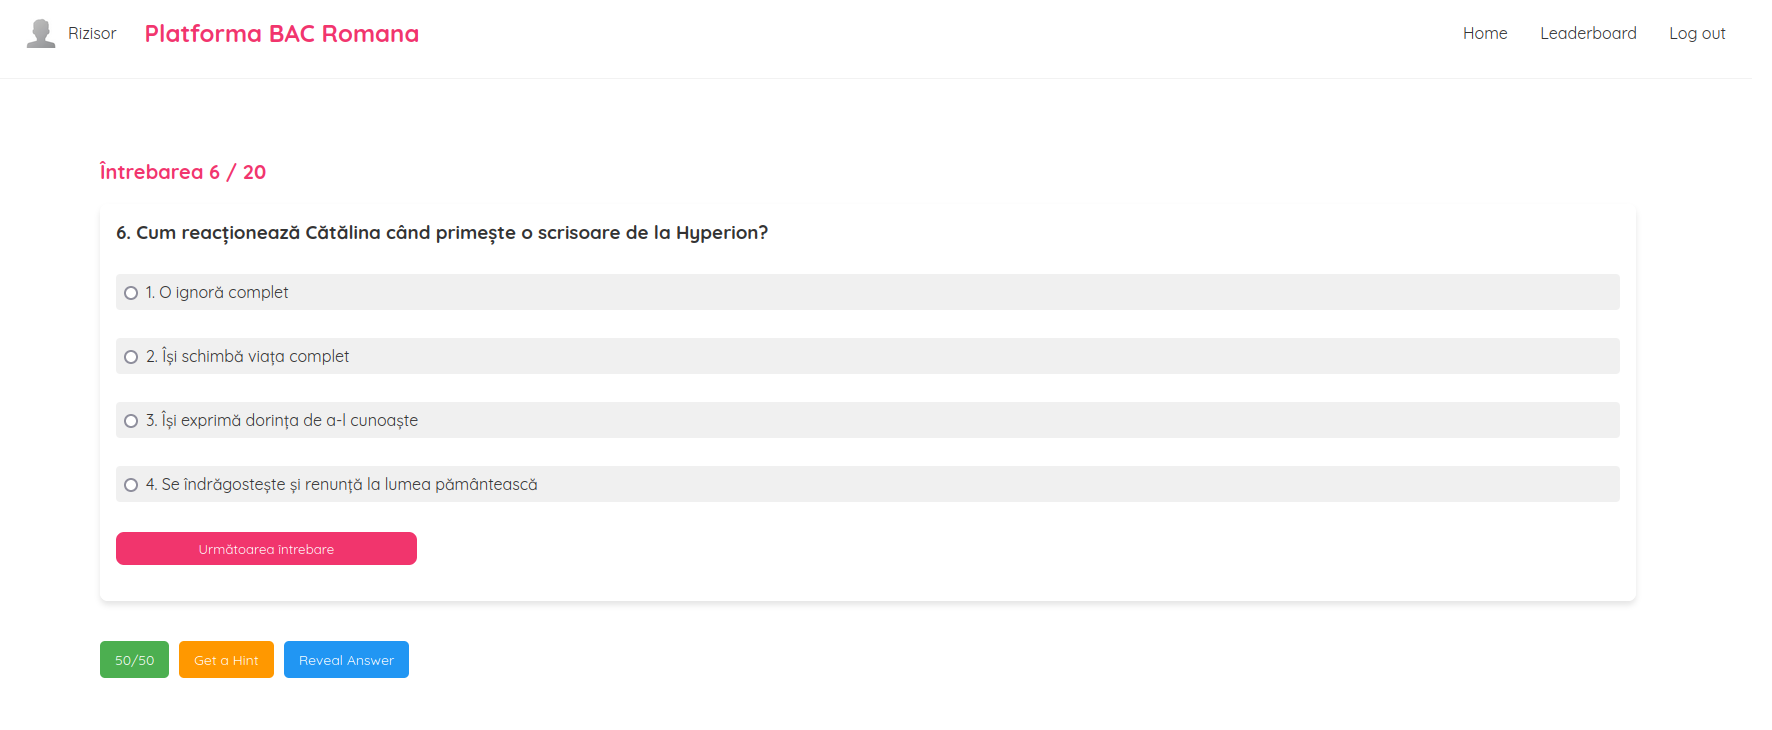 Rizisor
Platforma BAC Romana
Home
Leaderboard
Log out
Întrebarea 6 / 20
6. Cum reacționează Cătălina când primește o scrisoare de la Hyperion?
1. O ignoră complet
2. Își schimbă viața complet
3. Își exprimă dorința de a-l cunoaște
4. Se îndrăgostește și renunță la lumea pământească
Următoarea întrebare
50/50
Get a Hint
Reveal Answer